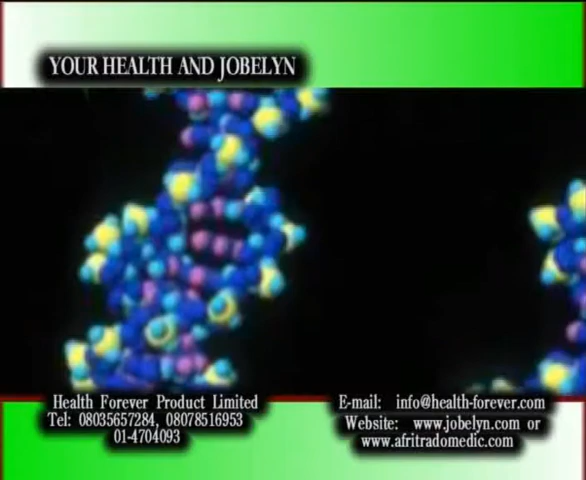 YOUR HEALTH AND JOBELYN
Health Forever Product Limited
Tel: 08035657284, 08078516953
01-4704093
E-mail: info@health-forever.com
Website: www.jobelyn.com or
www.afritradomedic.com